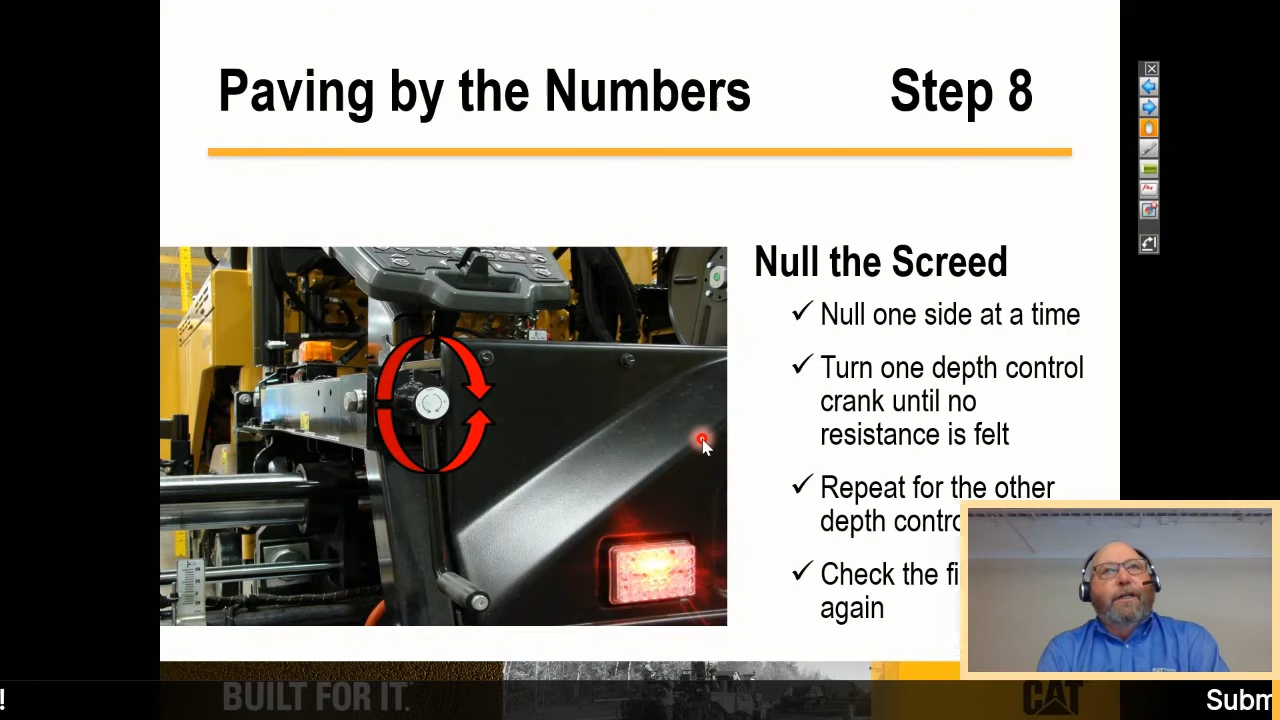 Paving by the Numbers Step 8
Null the Screed
✓ Null one side at a time
✓ Turn one depth control
crank until no
resistance is felt
✓ Repeat for the other
depth contro
✓ Check the fi
again
BUILT FOR IT.
CAT
! Subm